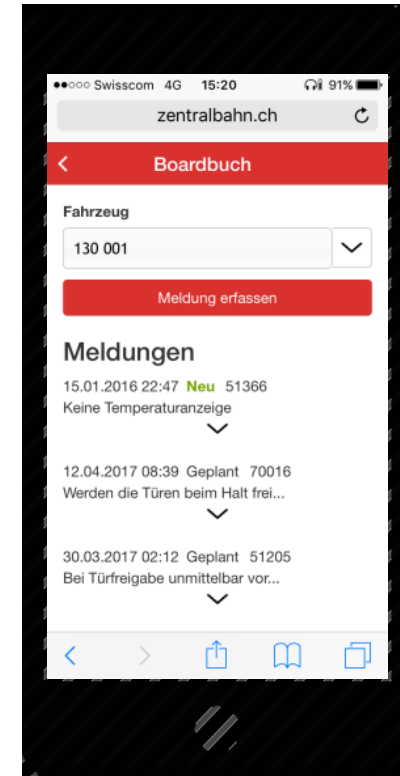 Swisscom 4G 15:20 91%
zentralbahn.ch
Boardbuch
Fahrzeug
130 001
Meldung erfassen
Meldungen
15.01.2016 22:47 Neu 51366
Keine Temperaturanzeige
12.04.2017 08:39 Geplant 70016
Werden die Türen beim Halt frei...
30.03.2017 02:12 Geplant 51205
Bei Türfreigabe unmittelbar vor...